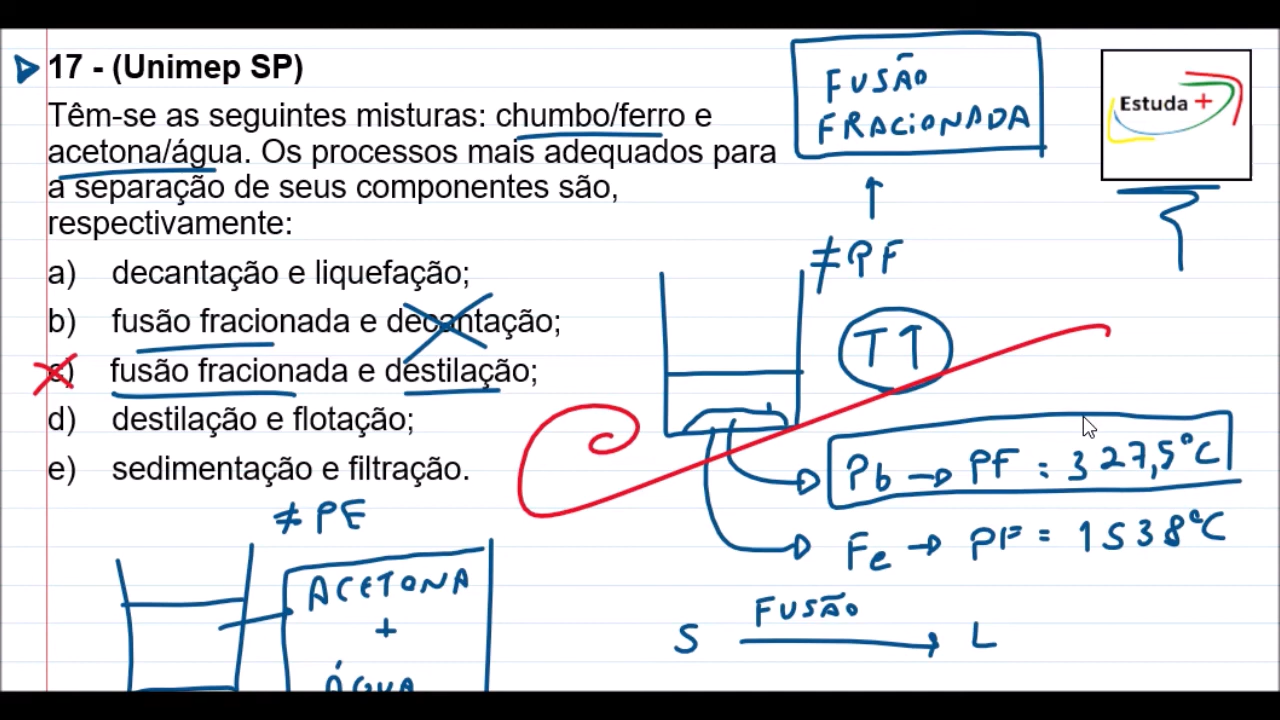 17 - (Unimep SP)
Têm-se as seguintes misturas: chumbo/ferro e
acetona/água. Os processos mais adequados para
a separação de seus componentes são,
respectivamente:
a) decantação e liquefação;
b) fusão fracionada e decantação;
c) fusão fracionada e destilação;
d) destilação e flotação;
e) sedimentação e filtração.
≠ PE
ACETONA
+
ÁGUA
FUSÃO
FRACIONADA
≠PF
T↑
Pb → PF = 327,5°C
Fe → PF = 1538°C
FUSÃO
S → L
Estuda +